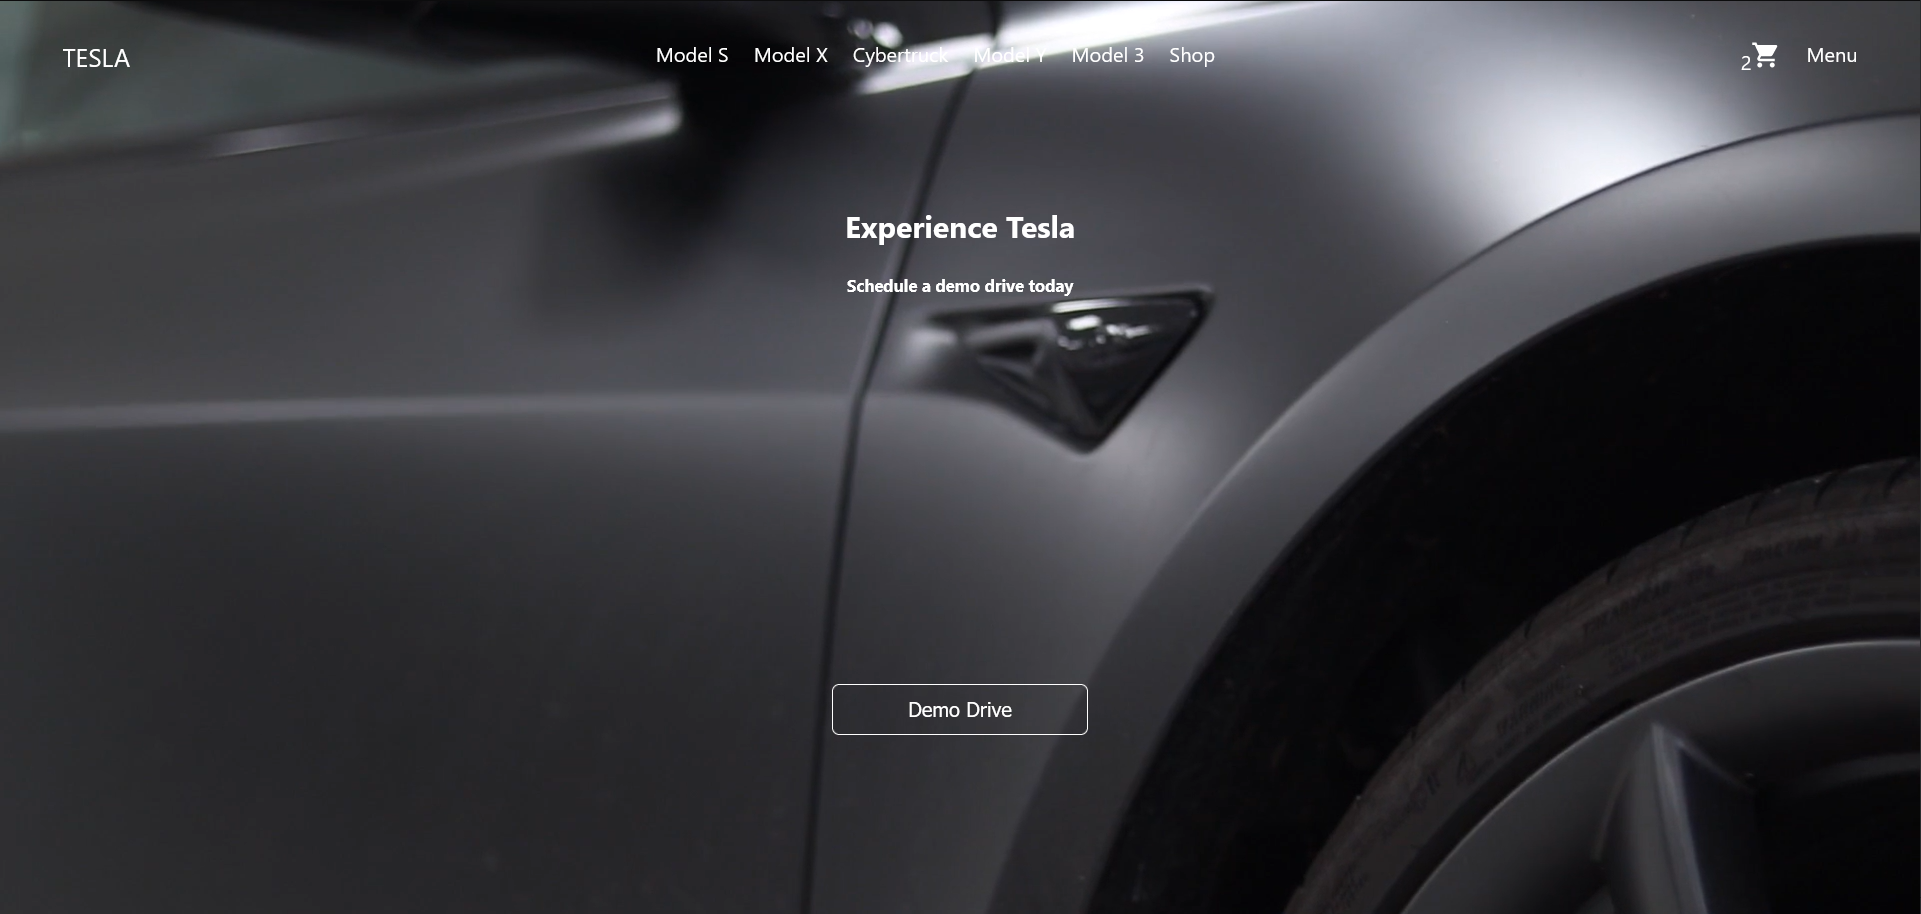 TESLA
Model S Model X Cybertruck Model Y Model 3 Shop
2 Menu
Experience Tesla
Schedule a demo drive today
Demo Drive